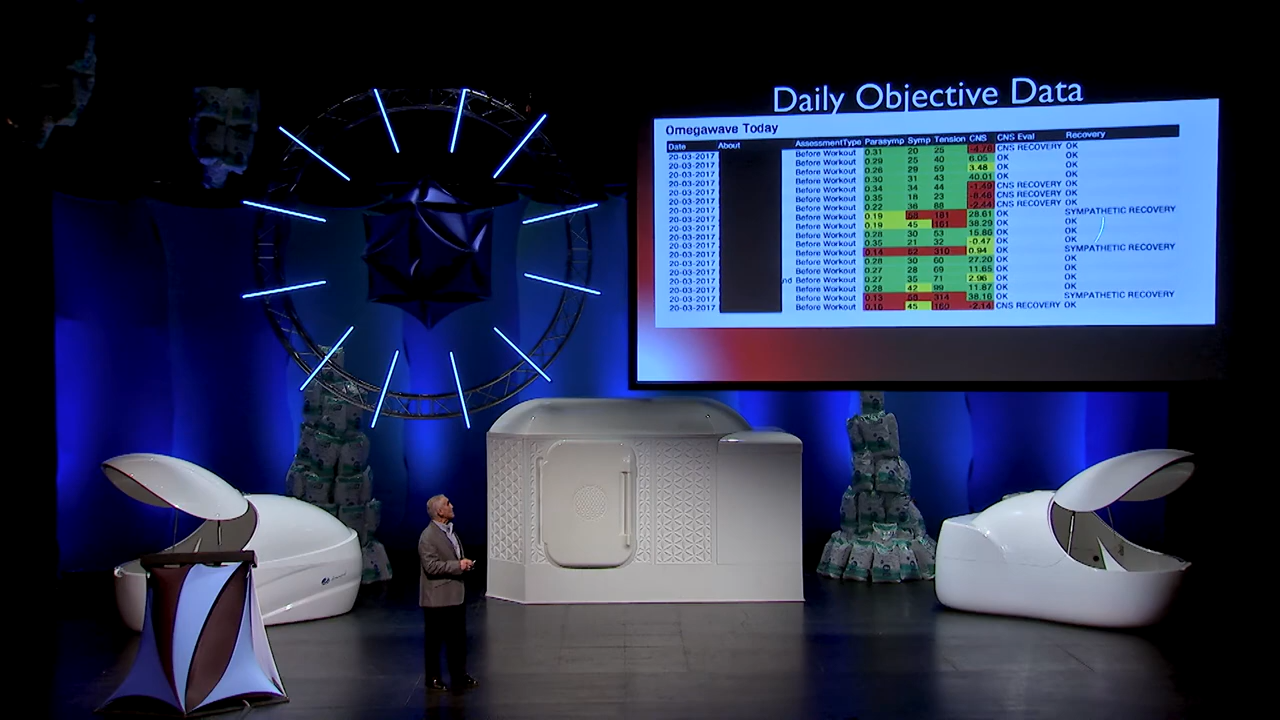 Daily Objective Data
Omegawave Today
Date About AssessmentType Parasymp Symp Tension CNS CNS Eval Recovery
20-03-2017 Before Workout 0.31 20 25 -4.76 CNS RECOVERY OK
20-03-2017 Before Workout 0.29 25 40 6.05 OK OK
20-03-2017 Before Workout 29 59 3.48 OK OK
20-03-2017 Before Workout 0.30 31 43 40.01 OK OK
20-03-2017 Before Workout 0.34 34 44 -1.49 CNS RECOVERY OK
20-03-2017 Before Workout 0.35 18 23 CNS RECOVERY OK
20-03-2017 Before Workout 0.22 36 88 -2.44 CNS RECOVERY OK
20-03-2017 Before Workout 0.19 58 181 28.61 OK SYMPATHETIC RECOVERY
20-03-2017 Before Workout 0.19 45 161 38.29 OK OK
20-03-2017 Before Workout 0.28 30 53 15.86 OK OK
20-03-2017 Before Workout 0.35 21 32 -0.47 OK OK
20-03-2017 Before Workout 0.14 62 310 0.94 OK SYMPATHETIC RECOVERY
20-03-2017 Before Workout 0.28 30 60 27.20 OK OK
20-03-2017 Before Workout 0.27 28 69 11.65 OK OK
20-03-2017 nd Before Workout 0.27 35 71 2.96 OK OK
20-03-2017 Before Workout 0.28 42 99 11.87 OK OK
20-03-2017 Before Workout 0.13 314 38.16 OK SYMPATHETIC RECOVERY
20-03-2017 Before Workout 0.16 45 160 -2.14 CNS RECOVERY OK